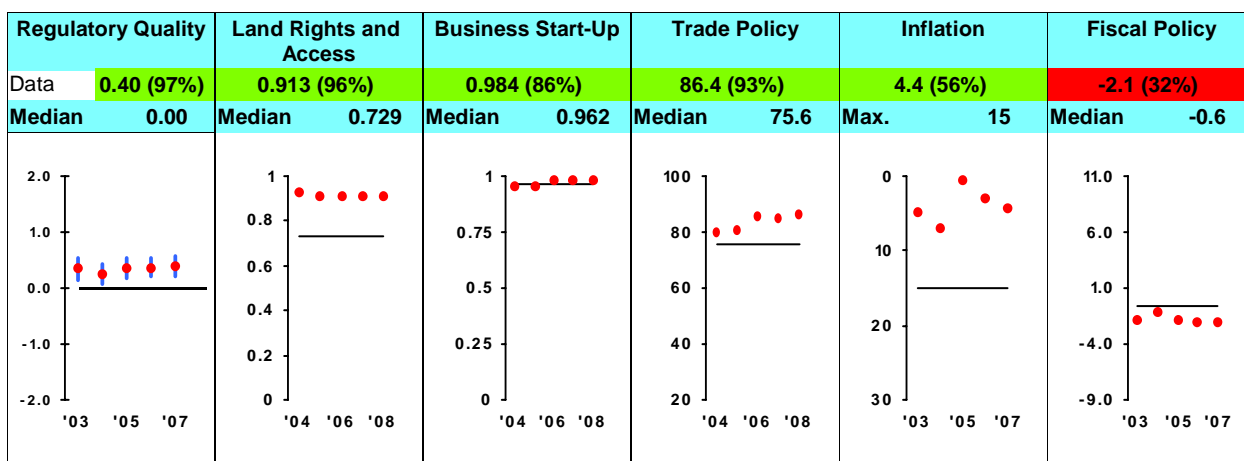 Regulatory Quality
Data 0.40 (97%)
Median 0.00
2.0
1.0
0.0
-1.0
-2.0
'03 '05 '07
Land Rights and
Access
0.913 (96%)
Median 0.729
1
0.8
0.6
0.4
0.2
0
'04 '06 '08
Business Start-Up
0.984 (86%)
Median 0.962
1
0.75
0.5
0.25
0
'04 '06 '08
Trade Policy
86.4 (93%)
Median 75.6
100
80
60
40
20
'04 '06 '08
Inflation
4.4 (56%)
Max. 15
0
10
20
30
'03 '05 '07
Fiscal Policy
-2.1 (32%)
Median -0.6
11.0
6.0
1.0
-4.0
-9.0
'03 '05 '07